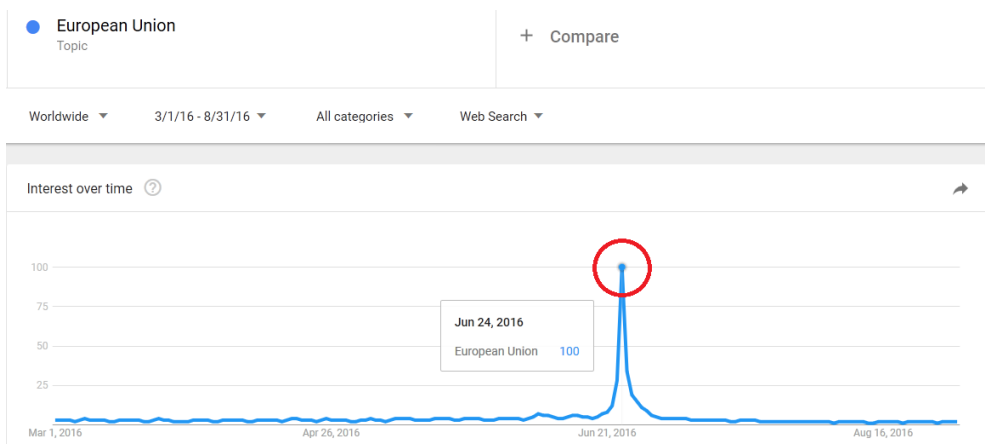 European Union
Topic
+ Compare
Worldwide
3/1/16 - 8/31/16
All categories
Web Search
Interest over time ?
100
75
50
25
Jun 24, 2016
European Union 100
Mar 1, 2016
Apr 26, 2016
Jun 21, 2016
Aug 16, 2016